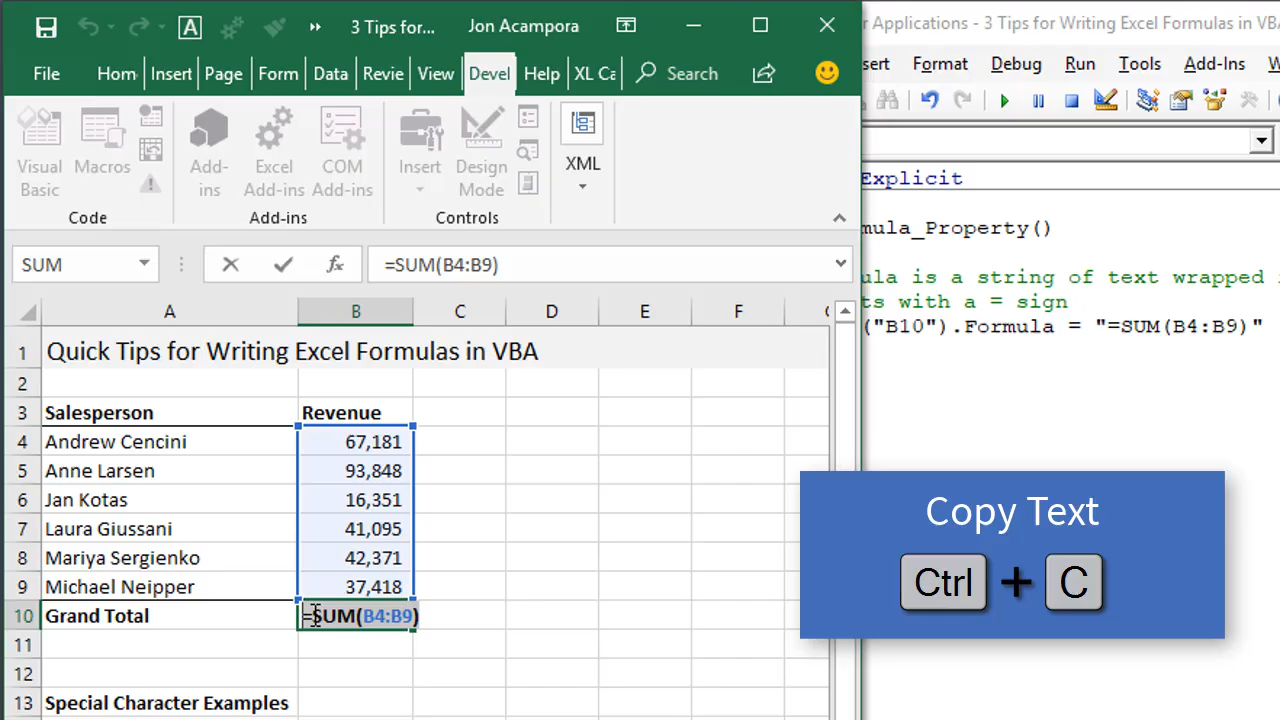 3 Tips for... Jon Acampora
File Hom Insert Page Form Data Revie View Devel Help XL Ca Search
Visual Basic
Macros
Add-ins
Excel Add-ins
COM Add-ins
Insert
Design Mode
XML
Code
Add-ins
Controls
SUM
fx
=SUM(B4:B9)
A B C D E F
1 Quick Tips for Writing Excel Formulas in VBA
2
3 Salesperson Revenue
4 Andrew Cencini 67,181
5 Anne Larsen 93,848
6 Jan Kotas 16,351
7 Laura Giussani 41,095
8 Mariya Sergienko 42,371
9 Michael Neipper 37,418
10 Grand Total =SUM(B4:B9)
11
12
13 Special Character Examples
r Applications - 3 Tips for Writing Excel Formulas in VBA
sert Format Debug Run Tools Add-Ins W
Explicit
mula_Property()
ula is a string of text wrapped
ts with a = sign
("B10").Formula = "=SUM(B4:B9)"
Copy Text
Ctrl + C